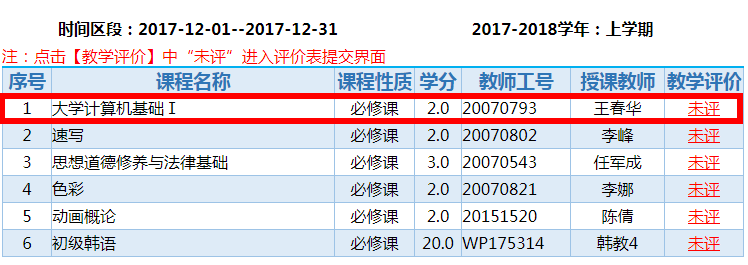 时间区段：2017-12-01--2017-12-31 2017-2018学年：上学期
注：点击【教学评价】中“未评”进入评价表提交界面
序号 课程名称 课程性质 学分 教师工号 授课教师 教学评价
1 大学计算机基础Ⅰ 必修课 2.0 20070793 王春华 未评
2 速写 必修课 2.0 20070802 李峰 未评
3 思想道德修养与法律基础 必修课 3.0 20070543 任军成 未评
4 色彩 必修课 2.0 20070821 李娜 未评
5 动画概论 必修课 2.0 20151520 陈倩 未评
6 初级韩语 必修课 20.0 WP175314 韩教4 未评